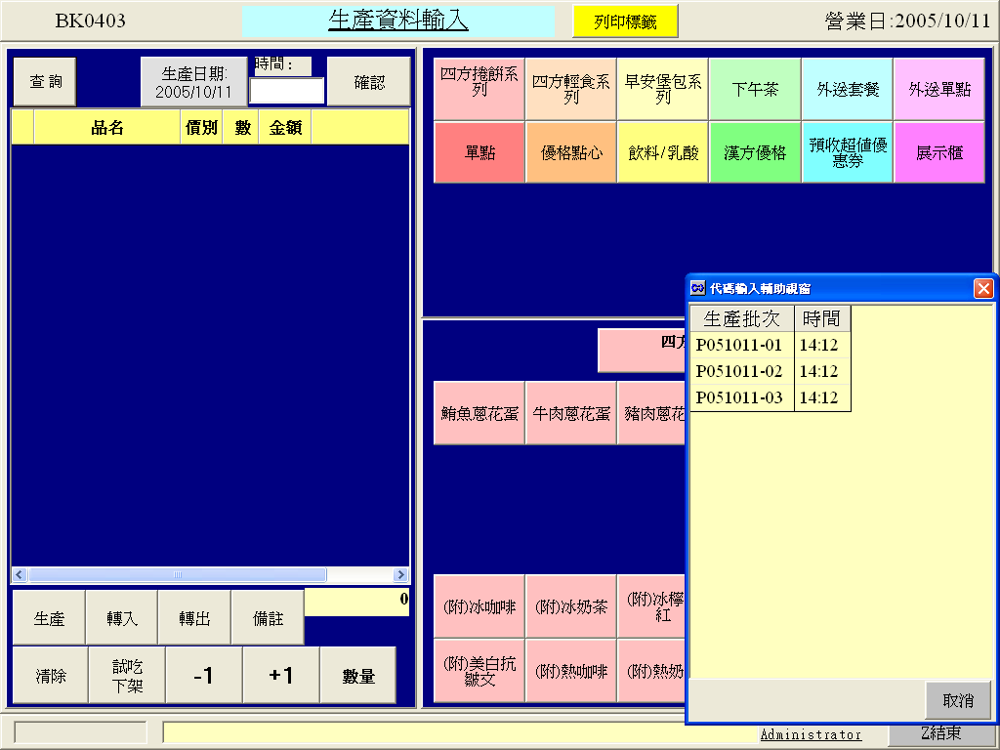 BK0403
生產資料輸入
列印標籤
營業日:2005/10/11
查 詢
生產日期:
2005/10/11
時間 :
確認
品名 價別 數 金額
0
生產
轉入
轉出
備註
清除
試吃
下架
-1
+1
數量
四方捲餅系
列
四方輕食系
列
早安堡包系
列
下午茶
外送套餐
外送單點
單點
優格點心
飲料/乳酸
漢方優格
預收超值優
惠券
展示櫃
四方
鮪魚蔥花蛋
牛肉蔥花蛋
豬肉蔥花
(附)冰咖啡
(附)冰奶茶
(附)冰檸
紅
(附)美白抗
皺文
(附)熱咖啡
(附)熱奶
代碼輸入輔助視窗
生產批次 時間
P051011-01 14:12
P051011-02 14:12
P051011-03 14:12
取消
Administrator
Z結束